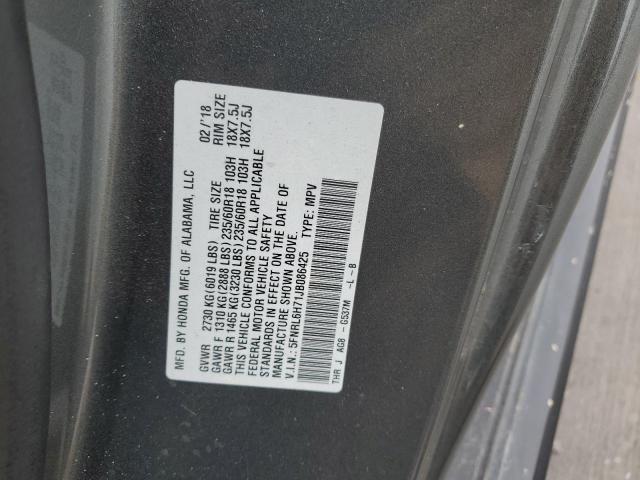 MFD. BY HONDA MFG. OF ALABAMA, LLC 02/'18
GVWR 2730 KG(6019 LBS) TIRE SIZE RIM SIZE
GAWR F 1310 KG(2888 LBS) 235/60R18 103H 18X7.5J
GAWR R 1465 KG(3230 LBS) 235/60R18 103H 18X7.5J
THIS VEHICLE CONFORMS TO ALL APPLICABLE
FEDERAL MOTOR VEHICLE SAFETY
STANDARDS IN EFFECT ON THE DATE OF
MANUFACTURE SHOWN ABOVE.
V.I.N.: 5FNRL6H71JB086425 TYPE: MPV
THR J AG8 -G537M -L -B